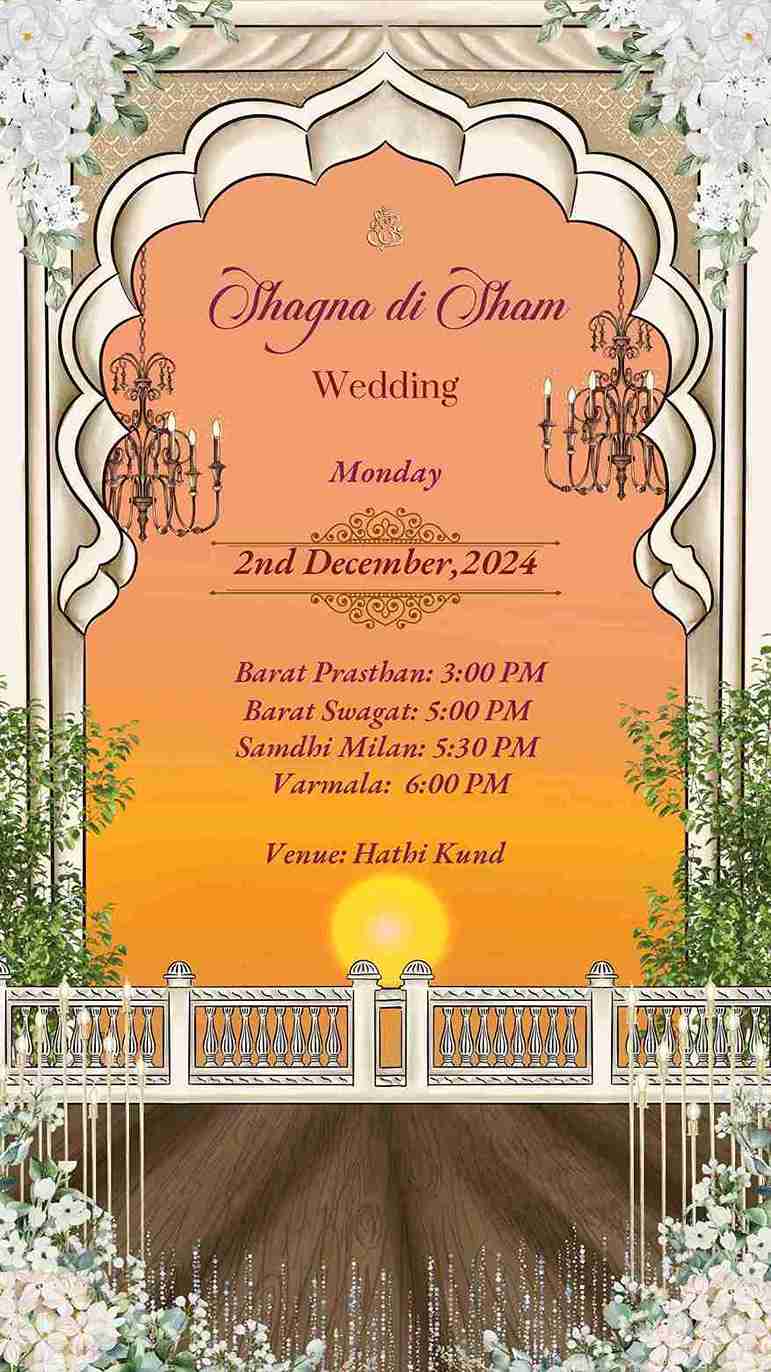 Shagna di Sham
Wedding
Monday
2nd December,2024
Barat Prasthan: 3:00 PM
Barat Swagat: 5:00 PM
Samdhi Milan: 5:30 PM
Varmala:  6:00 PM
Venue: Hathi Kund